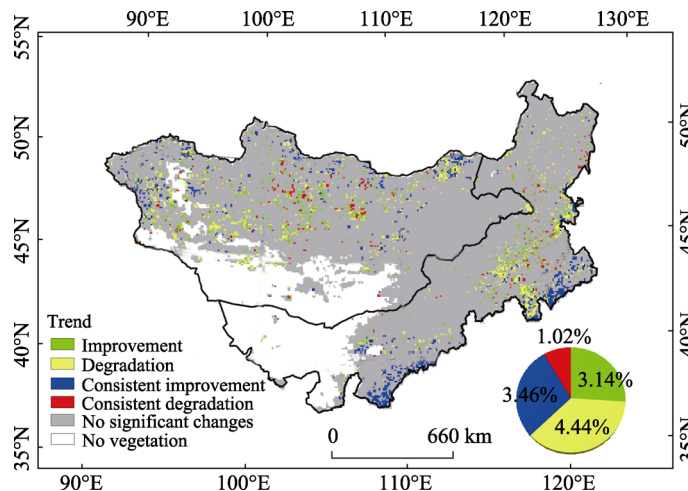 90°E 100°E 110°E 120°E 130°E
55°N 55°N
50°N 50°N
45°N 45°N
40°N 40°N
35°N 35°N
Trend
Improvement
Degradation
Consistent improvement
Consistent degradation
No significant changes
No vegetation
0 660 km
1.02%
3.46% 3.14%
4.44%
90°E 100°E 110°E 120°E